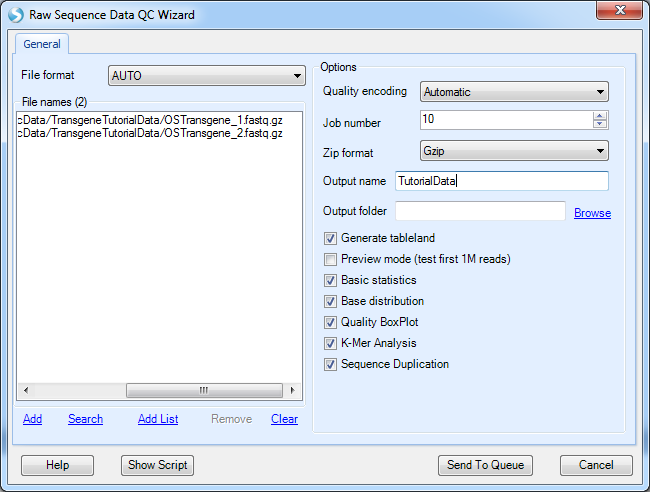 Raw Sequence Data QC Wizard
General
File format
AUTO
File names (2)
cData/TransgeneTutorialData/OSTransgene_1.fastq.gz
cData/TransgeneTutorialData/OSTransgene_2.fastq.gz
Add Search Add List Remove Clear
Options
Quality encoding Automatic
Job number 10
Zip format Gzip
Output name TutorialData
Output folder Browse
Generate tableland
Preview mode (test first 1M reads)
Basic statistics
Base distribution
Quality BoxPlot
K-Mer Analysis
Sequence Duplication
Help Show Script Send To Queue Cancel